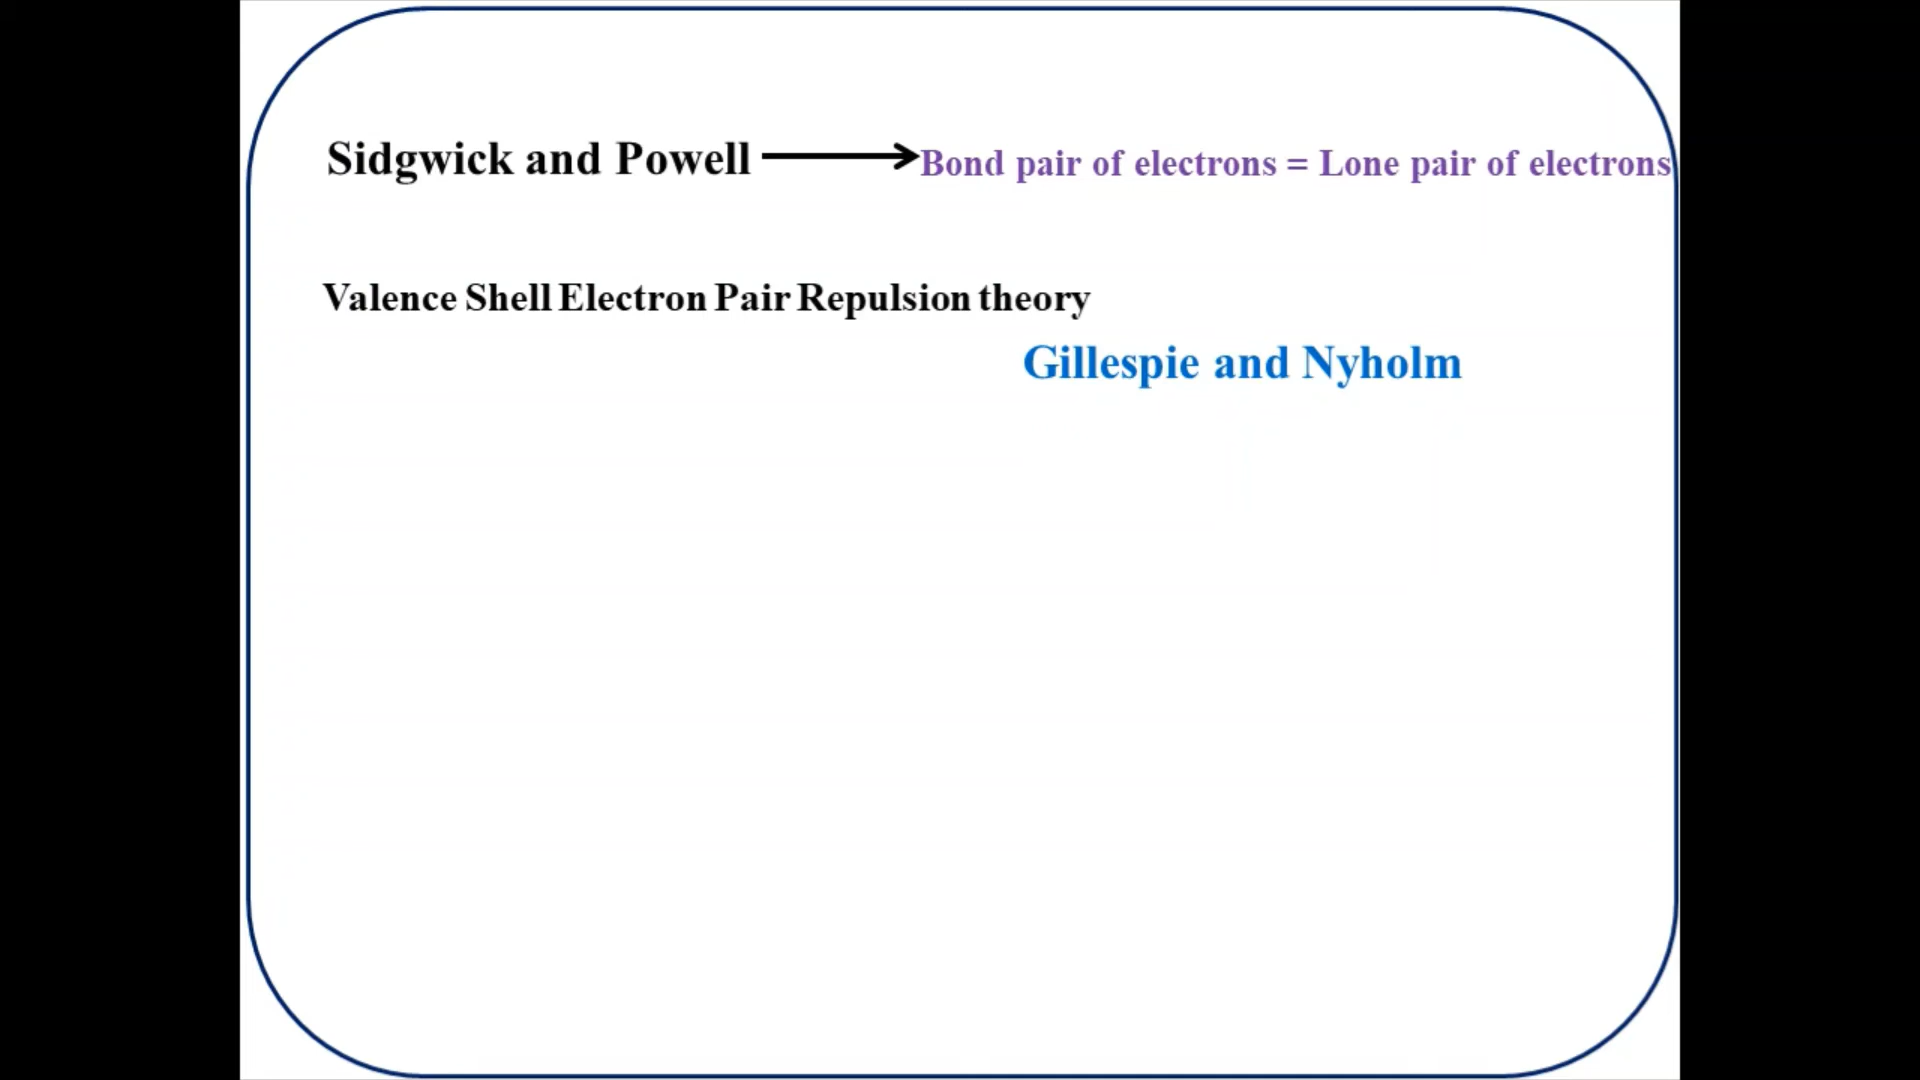 Sidgwick and Powell Bond pair of electrons = Lone pair of electrons
Valence Shell Electron Pair Repulsion theory
Gillespie and Nyholm